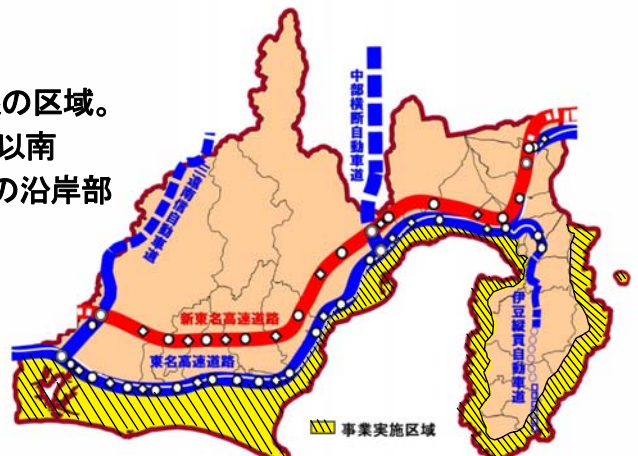 の区域。
以南
の沿岸部
中部横断自動車道
三遠南信自動車道
新東名高速道路
東名高速道路
伊豆縦貫自動車道
事業実施区域